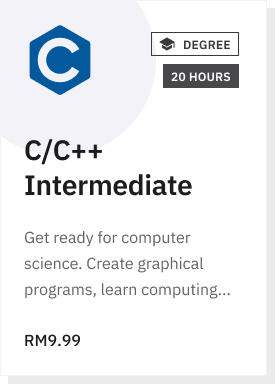 C
DEGREE
20 HOURS
C/C++
Intermediate
Get ready for computer
science. Create graphical
programs, learn computing...
RM9.99